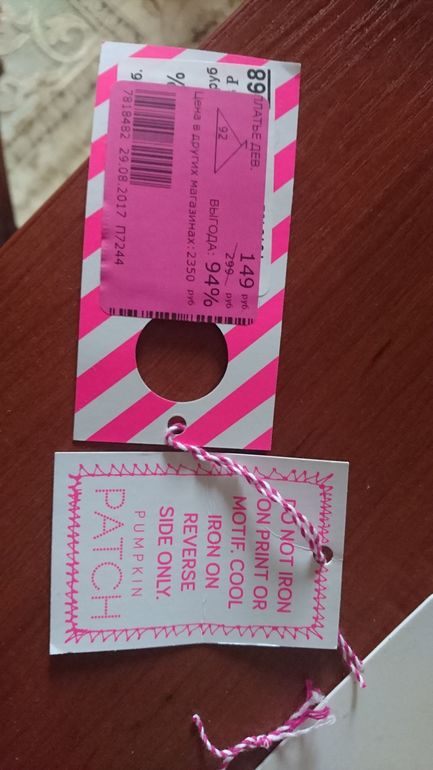 ПЛАТЬЕ ДЕВ.
92
149 руб
299 руб
ВЫГОДА: 94%
Цена в других магазинах: 2350 руб
7818482 29.08.2017 П7244
89
DO NOT IRON
ON PRINT OR
MOTIF. COOL
IRON ON
REVERSE
SIDE ONLY.
PUMPKIN
PATCH